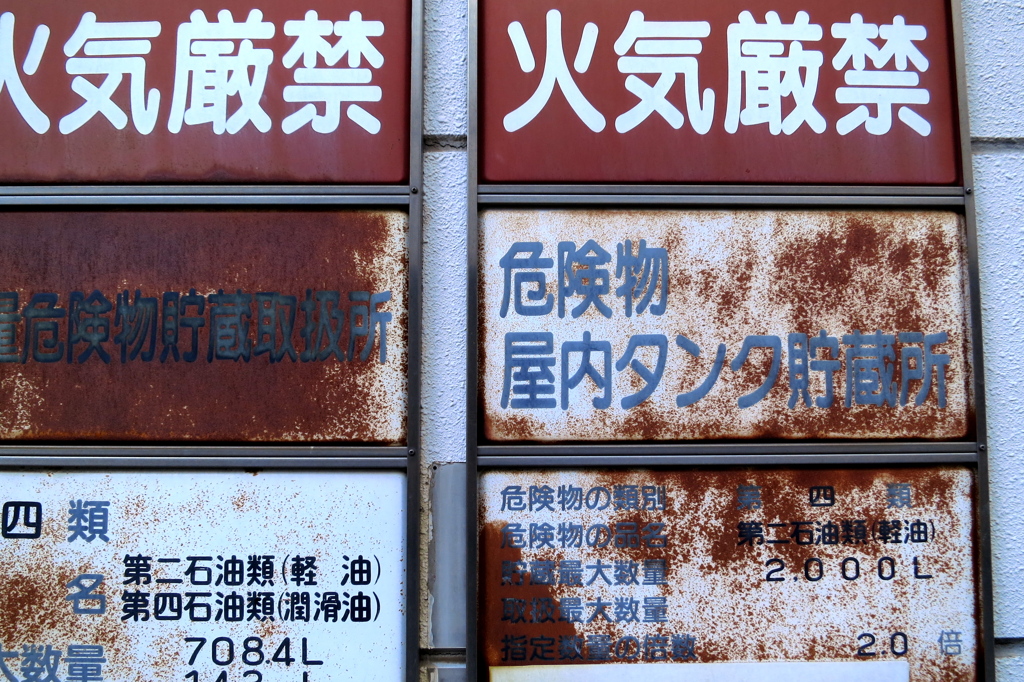 火気厳禁
量危険物貯蔵取扱所
四類
名 第二石油類(軽 油)
第四石油類(潤滑油)
大数量 7084L
火気厳禁
危険物
屋内タンク貯蔵所
危険物の類別 第 四 類
危険物の品名 第二石油類(軽油)
貯蔵最大数量 2.000L
取扱最大数量
指定数量の倍数 2.0 倍